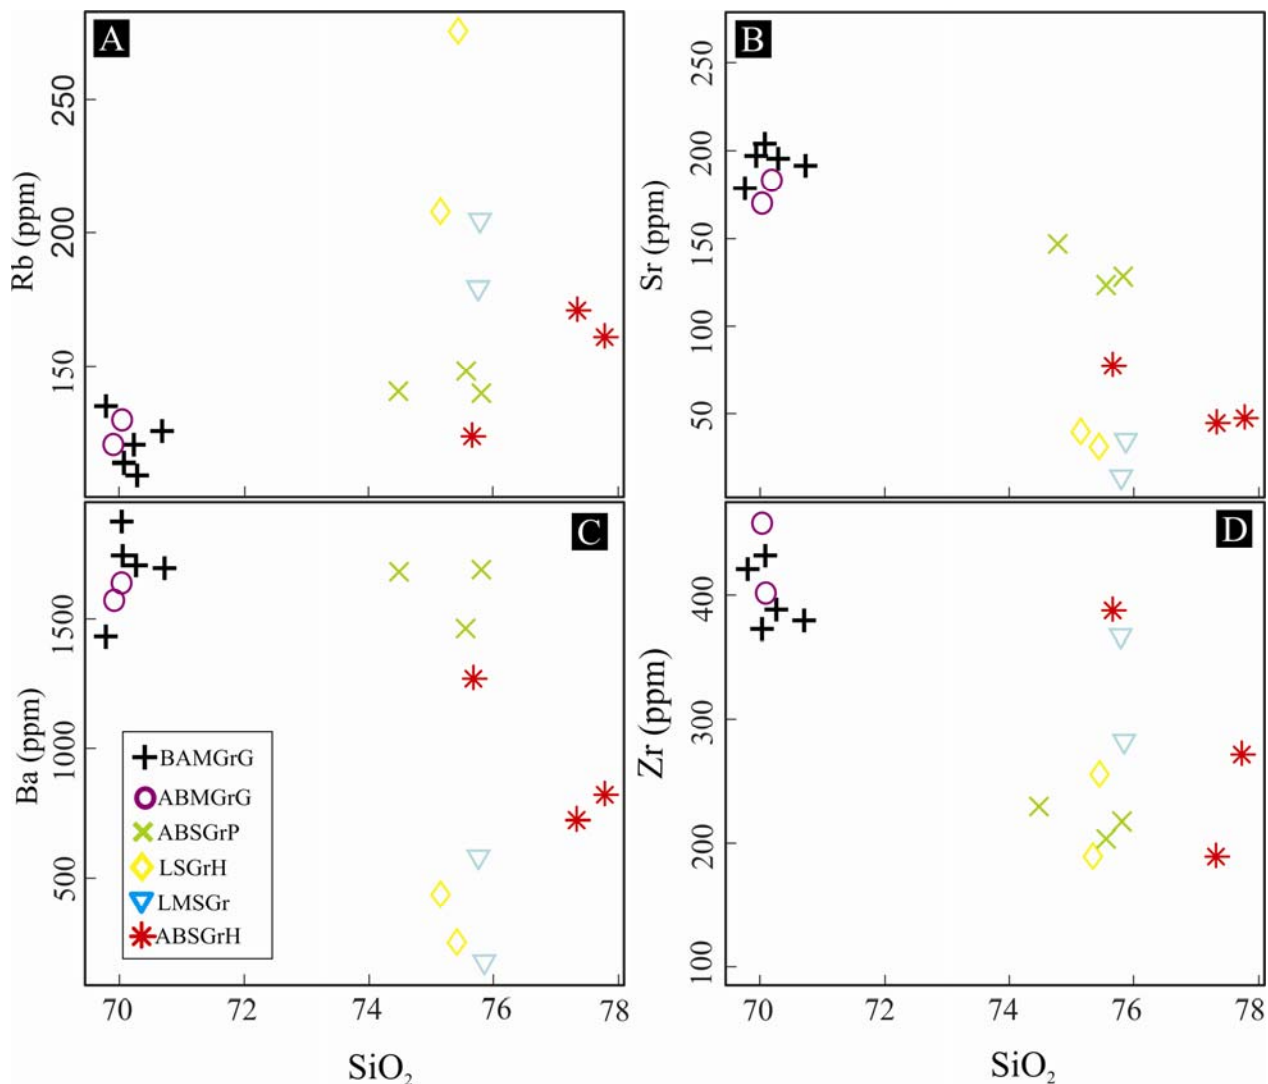 A
B
Rb (ppm)
250
200
150
Sr (ppm)
250
200
150
100
50
C
D
Ba (ppm)
1500
1000
500
Zr (ppm)
400
300
200
100
BAMGrG
ABMGrG
ABSGrP
LSGrH
LMSGr
ABSGrH
70 72 74 76 78
70 72 74 76 78
SiO₂
SiO₂